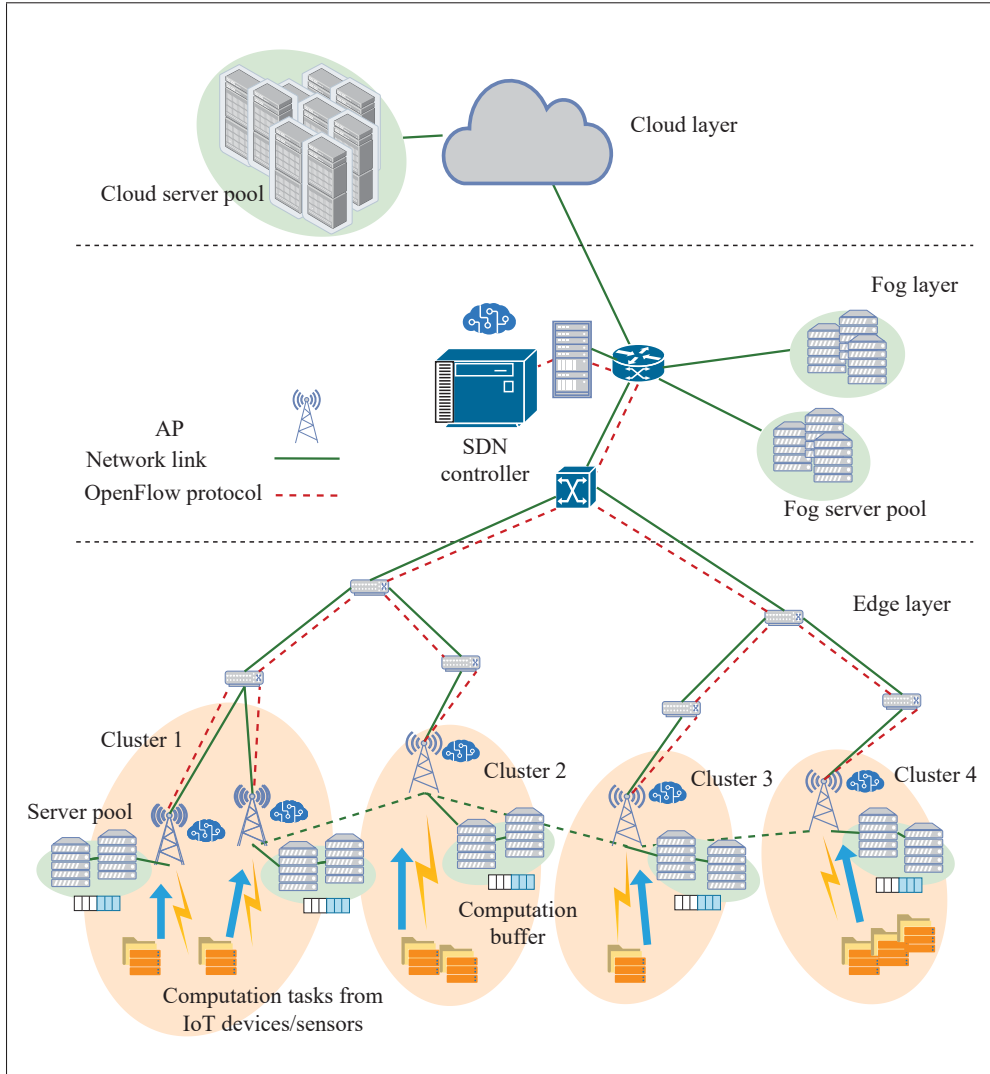 Cloud layer
Cloud server pool
Fog layer
AP
Network link
OpenFlow protocol
SDN
controller
Fog server pool
Edge layer
Cluster 1
Cluster 2
Cluster 3
Cluster 4
Server pool
Computation
buffer
Computation tasks from
IoT devices/sensors